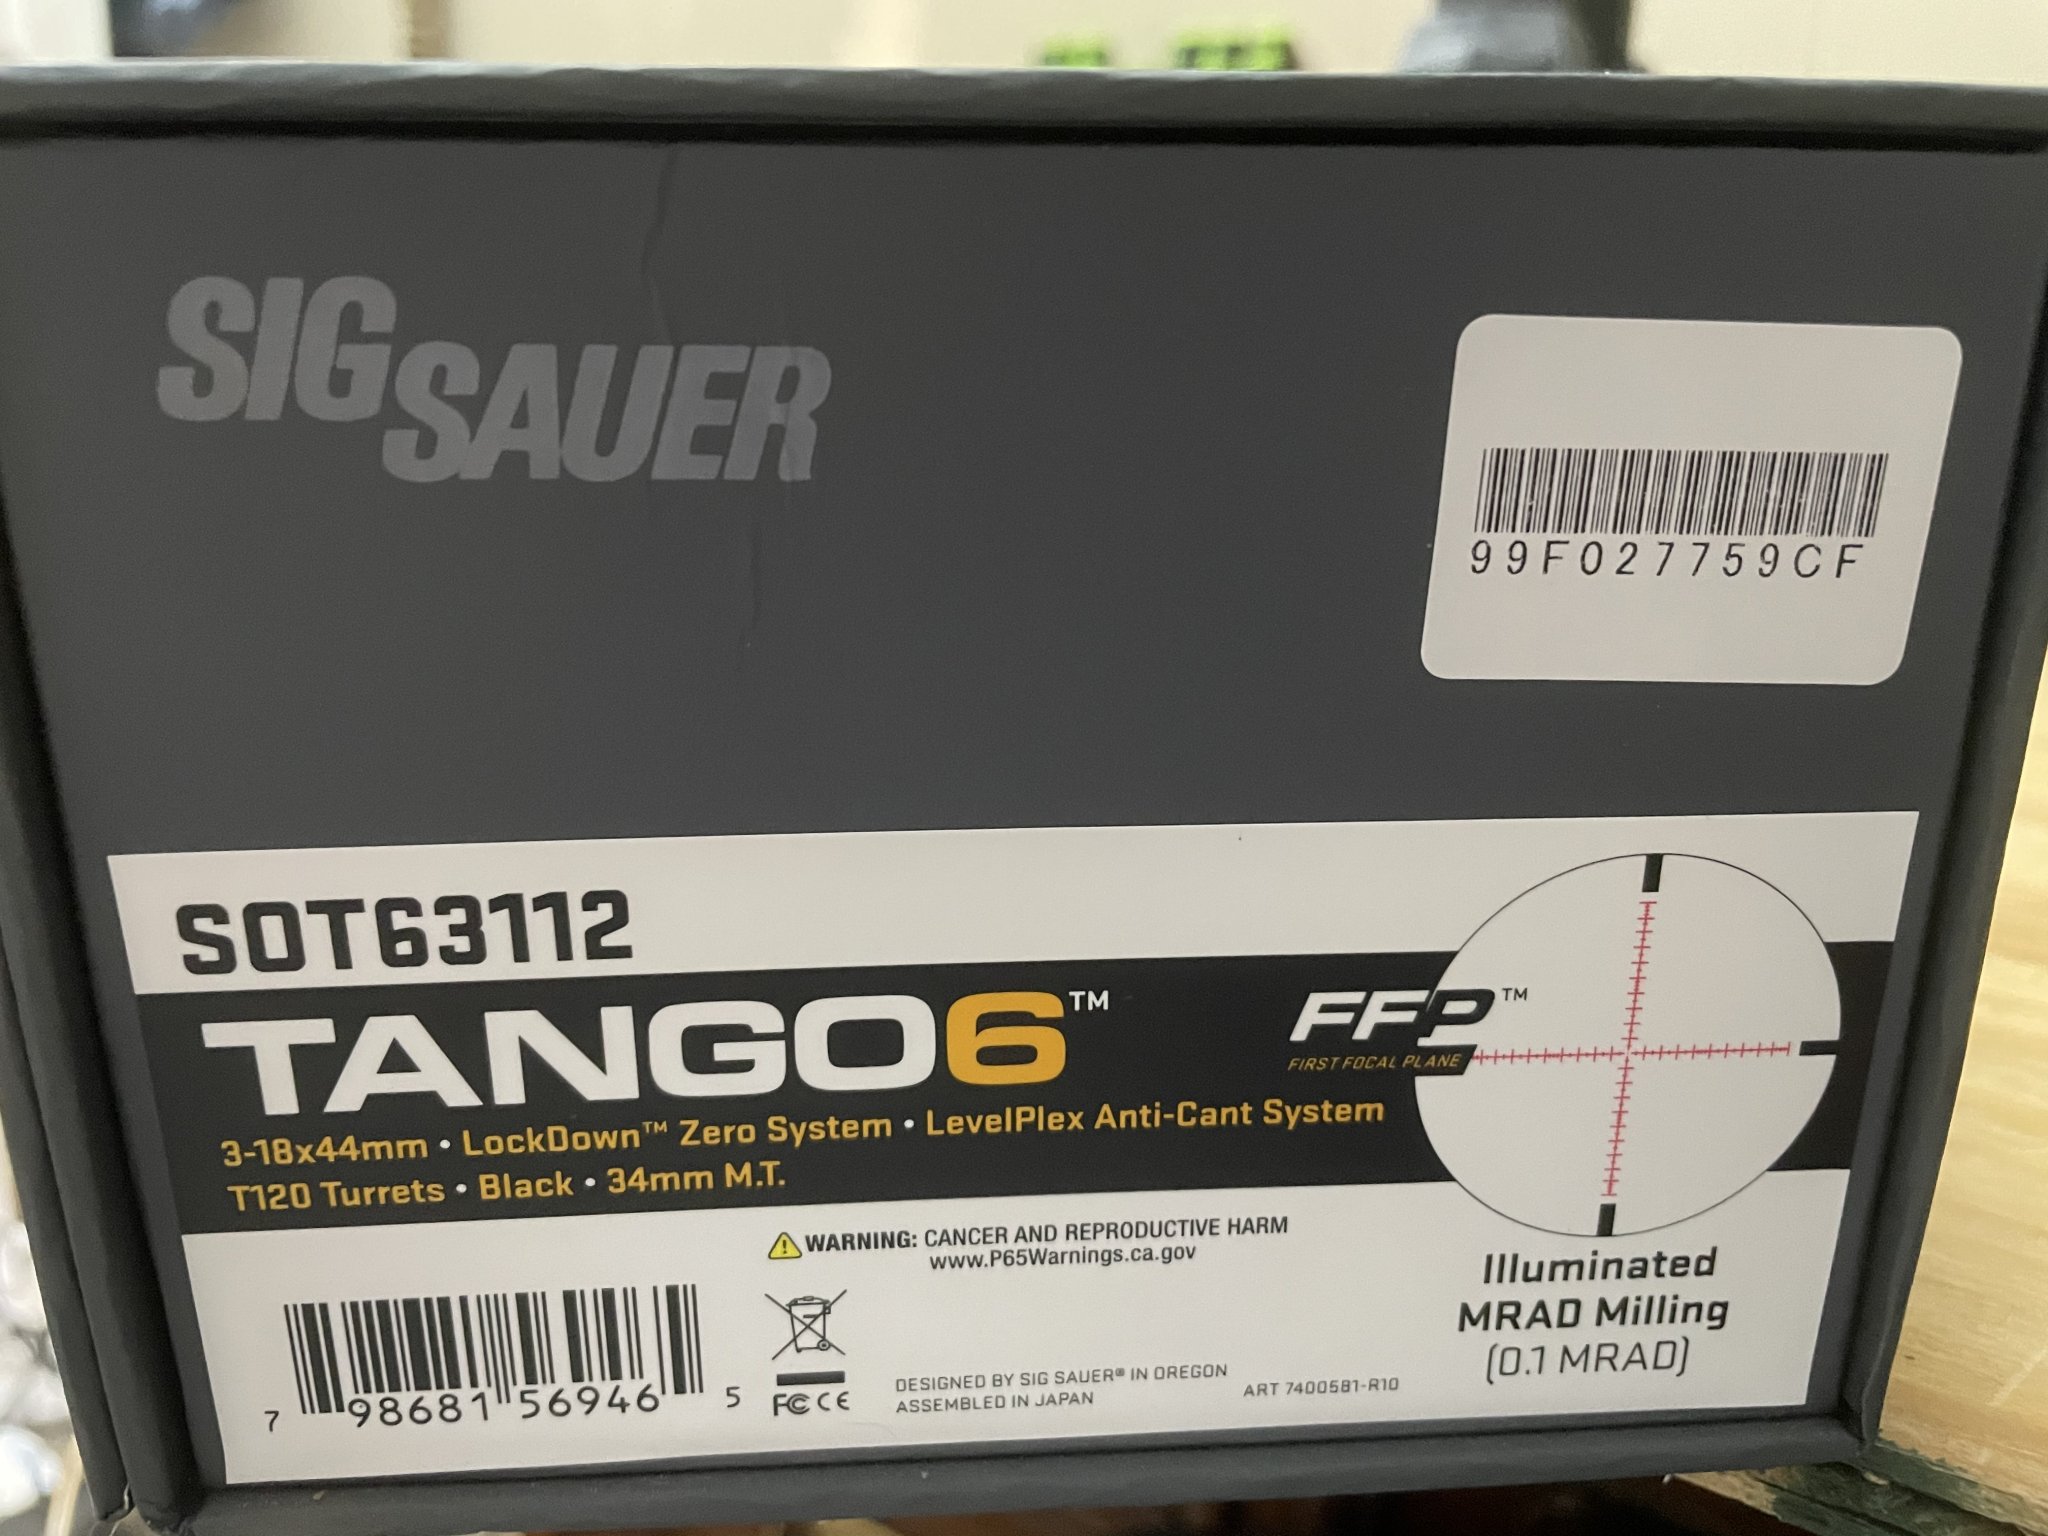 SIG SAUER
99F027759CF
SOT63112
TANGO6™
FFP™
FIRST FOCAL PLANE
3-18x44mm • LockDown™ Zero System • LevelPlex Anti-Cant System
T120 Turrets • Black • 34mm M.T.
WARNING: CANCER AND REPRODUCTIVE HARM
www.P65Warnings.ca.gov
Illuminated
MRAD Milling
(0.1 MRAD)
7 98681 56946 5
FC CE
DESIGNED BY SIG SAUER® IN OREGON
ASSEMBLED IN JAPAN
ART 7400581-R10